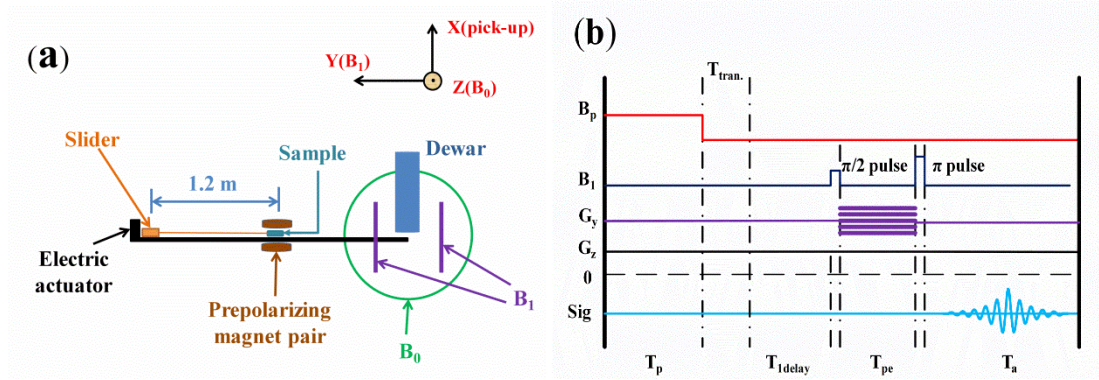 (a)
X(pick-up)
Y(B1)
Z(B0)
Slider
1.2 m
Sample
Dewar
Electric
actuator
Prepolarizing
magnet pair
B0
B1
(b)
Ttran.
Bp
B1
π/2 pulse
π pulse
Gy
Gz
0
Sig
Tp
T1delay
Tpe
Ta